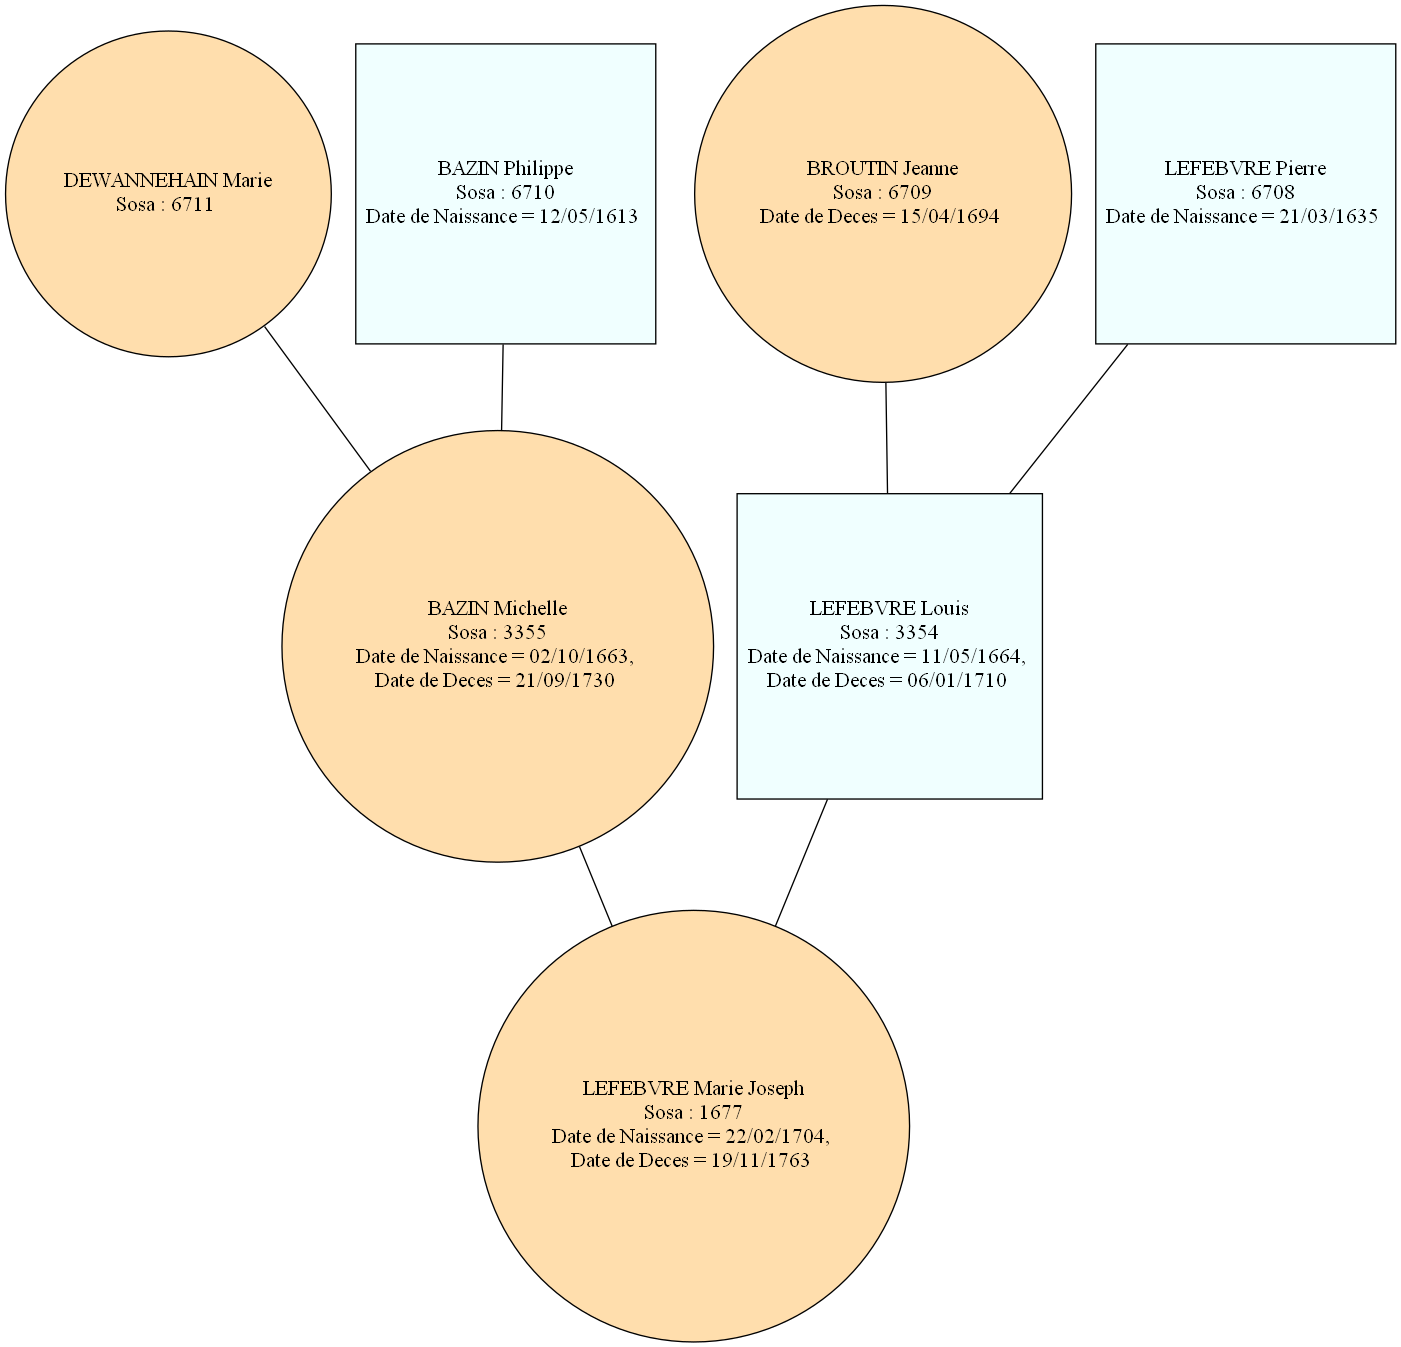 DEWANNEHAIN Marie
Sosa : 6711
BAZIN Philippe
Sosa : 6710
Date de Naissance = 12/05/1613
BROUTIN Jeanne
Sosa : 6709
Date de Deces = 15/04/1694
LEFEBVRE Pierre
Sosa : 6708
Date de Naissance = 21/03/1635
BAZIN Michelle
Sosa : 3355
Date de Naissance = 02/10/1663,
Date de Deces = 21/09/1730
LEFEBVRE Louis
Sosa : 3354
Date de Naissance = 11/05/1664,
Date de Deces = 06/01/1710
LEFEBVRE Marie Joseph
Sosa : 1677
Date de Naissance = 22/02/1704,
Date de Deces = 19/11/1763